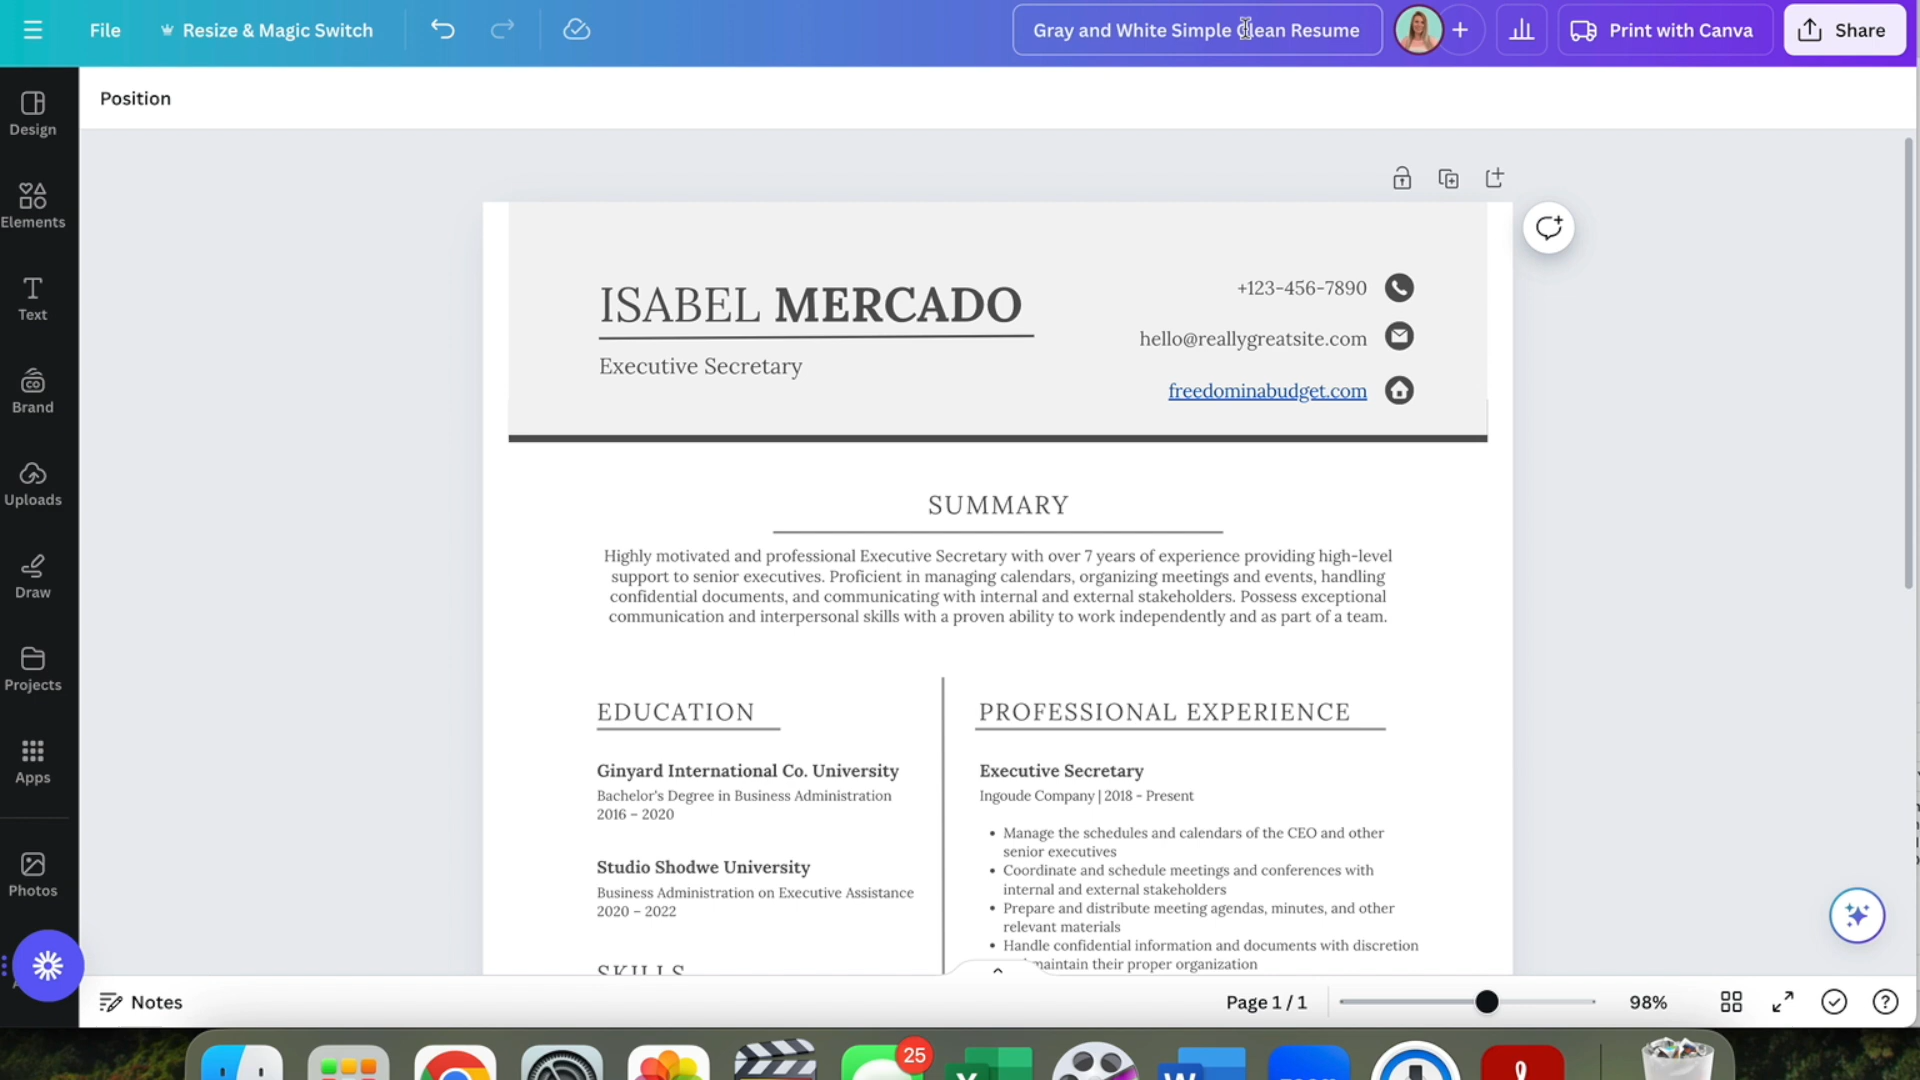 File
Resize & Magic Switch
Gray and White Simple Clean Resume
Print with Canva
Share
Position
Design
Elements
Text
Brand
Uploads
Draw
Projects
Apps
Photos
ISABEL MERCADO
Executive Secretary
+123-456-7890
hello@reallygreatsite.com
freedominabudget.com
SUMMARY
Highly motivated and professional Executive Secretary with over 7 years of experience providing high-level
support to senior executives. Proficient in managing calendars, organizing meetings and events, handling
confidential documents, and communicating with internal and external stakeholders. Possess exceptional
communication and interpersonal skills with a proven ability to work independently and as part of a team.
EDUCATION
Ginyard International Co. University
Bachelor's Degree in Business Administration
2016 – 2020
Studio Shodwe University
Business Administration on Executive Assistance
2020 – 2022
SKILLS
PROFESSIONAL EXPERIENCE
Executive Secretary
Ingoude Company | 2018 - Present
• Manage the schedules and calendars of the CEO and other
senior executives
• Coordinate and schedule meetings and conferences with
internal and external stakeholders
• Prepare and distribute meeting agendas, minutes, and other
relevant materials
• Handle confidential information and documents with discretion
maintain their proper organization
Notes
Page 1 / 1
98%
25